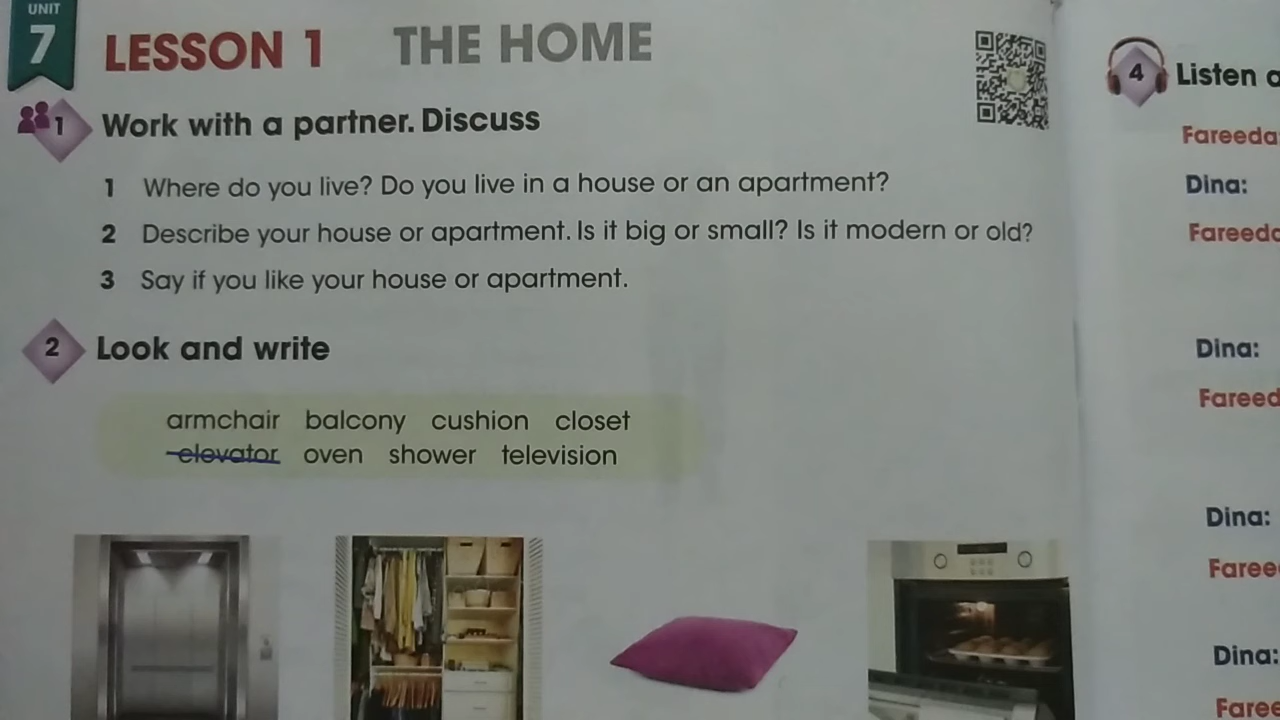 UNIT
7
LESSON 1 THE HOME
1 Work with a partner. Discuss
1 Where do you live? Do you live in a house or an apartment?
2 Describe your house or apartment. Is it big or small? Is it modern or old?
3 Say if you like your house or apartment.
2 Look and write
armchair balcony cushion closet
elevator oven shower television
4 Listen
Fareeda
Dina:
Dina:
Dina:
Dina: